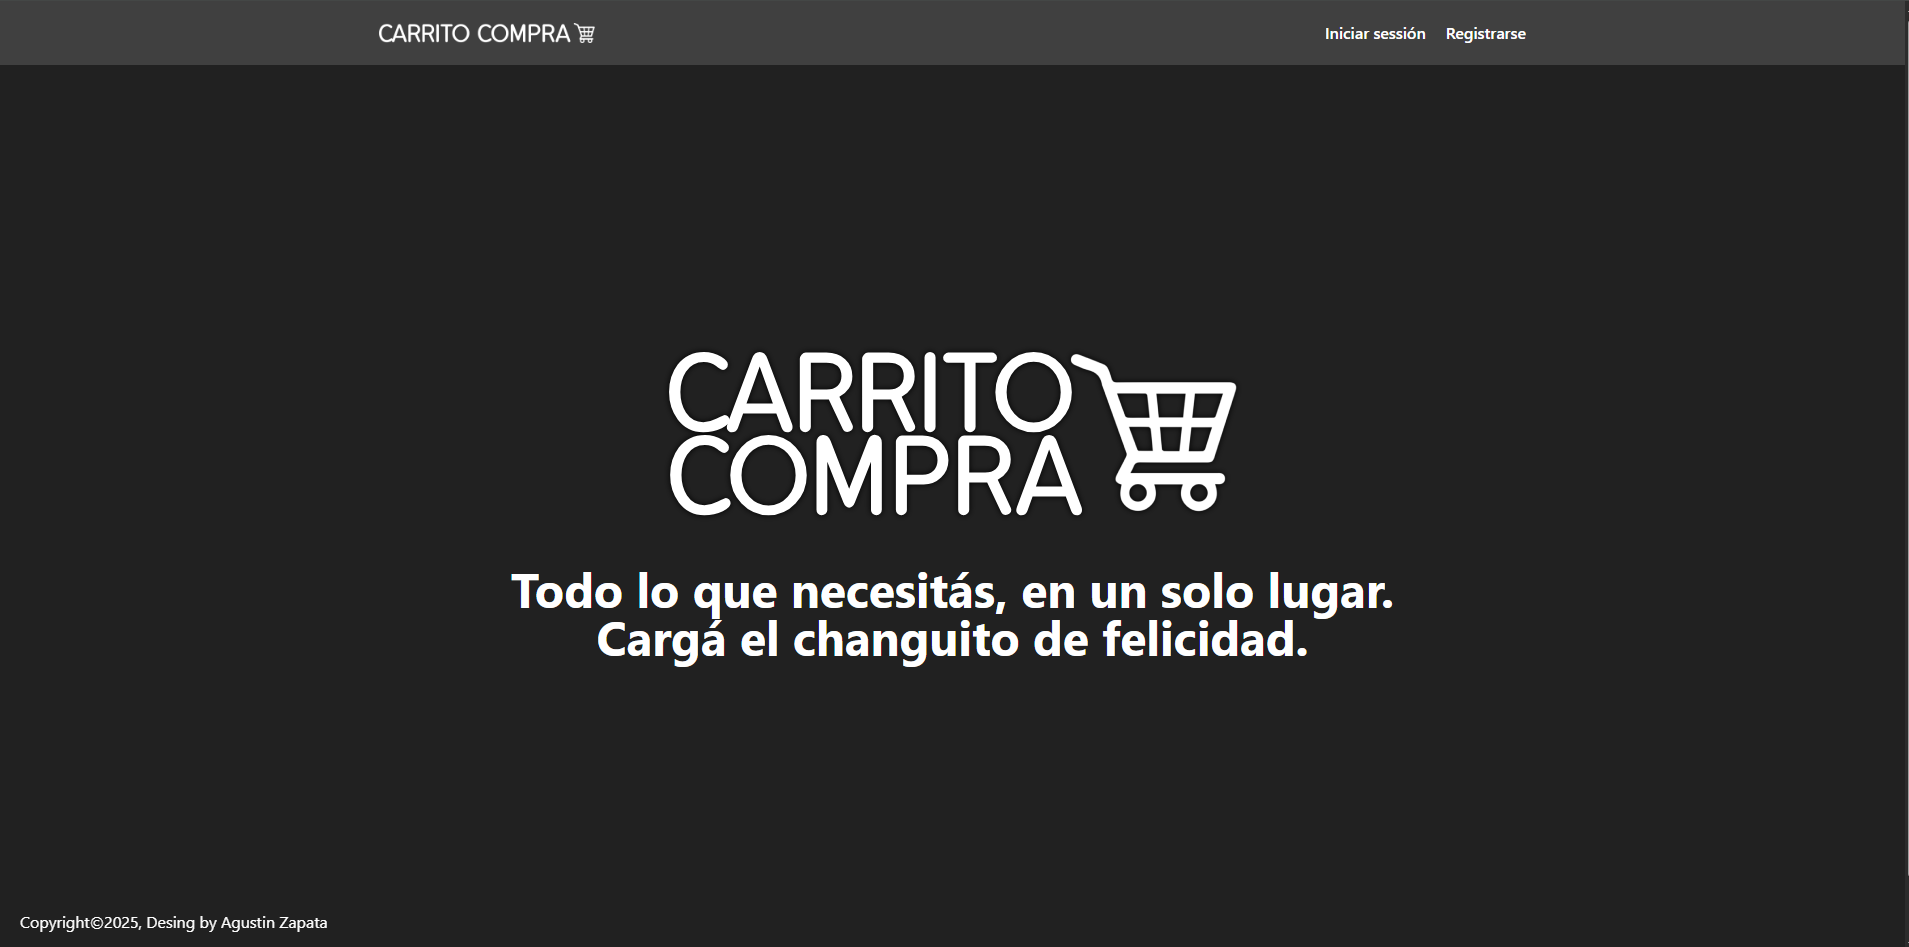 CARRITO COMPRA
Iniciar sessión
Registrarse
CARRITO
COMPRA
Todo lo que necesitás, en un solo lugar.
Cargá el changuito de felicidad.
Copyright©2025, Desing by Agustin Zapata